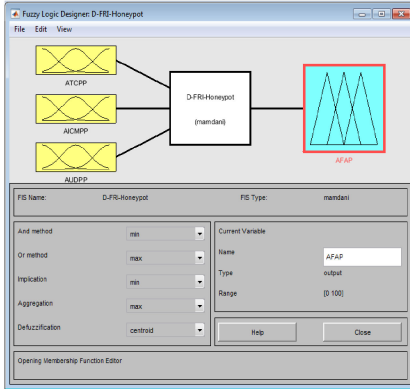 Fuzzy Logic Designer: D-FRI-Honeypot
File Edit View
ATCPP
AICMPP
AUDPP
D-FRI-Honeypot
(mamdani)
AFAP
FIS Name: D-FRI-Honeypot FIS Type: mamdani
And method min
Or method max
Implication min
Aggregation max
Defuzzification centroid
Current Variable
Name AFAP
Type output
Range [0 100]
Help Close
Opening Membership Function Editor